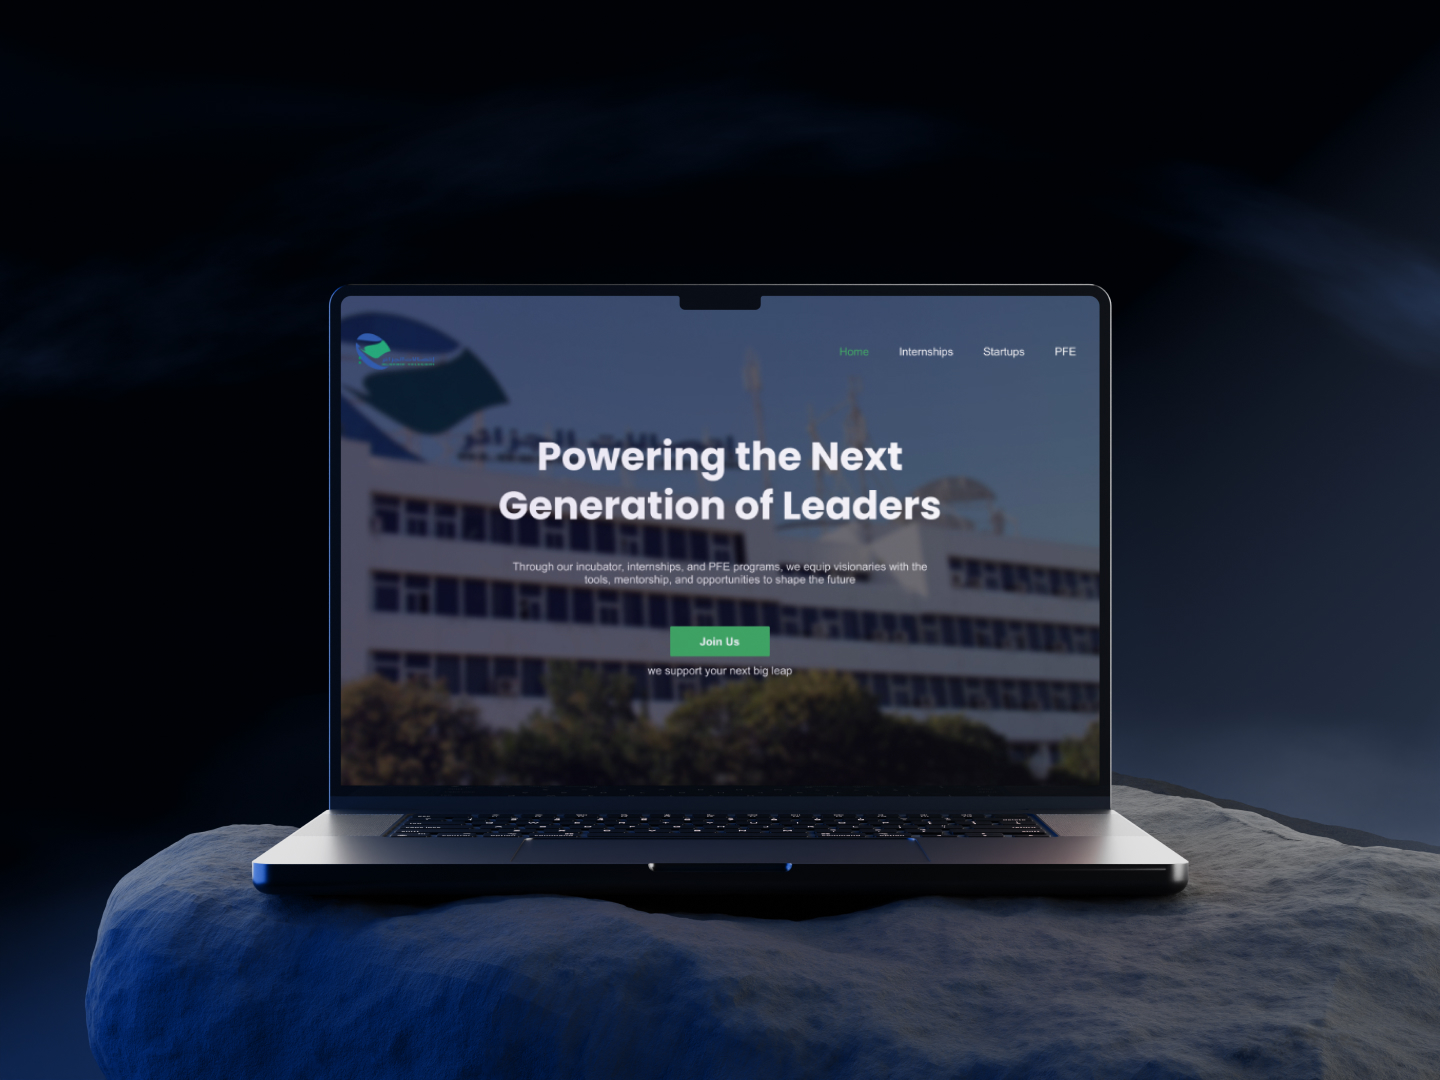 Home Internships Startups PFE
اتصالات الجزائر
Powering the Next
Generation of Leaders
Through our incubator, internships, and PFE programs, we equip visionaries with the
tools, mentorship, and opportunities to shape the future
Join Us
we support your next big leap